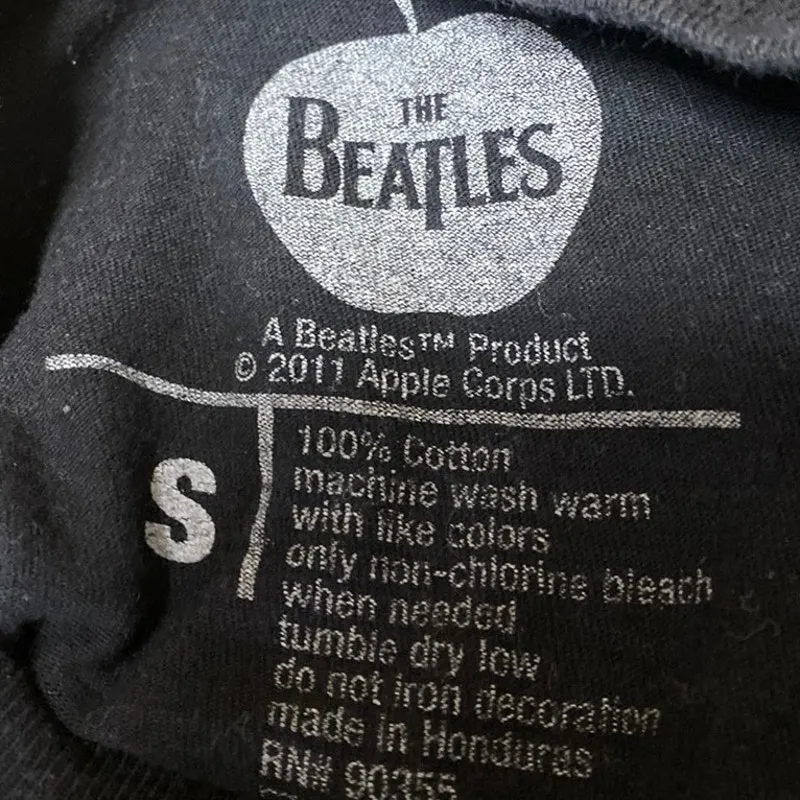 THE
BEATLES
A Beatles™ Product
© 2011 Apple Corps LTD.
S
100% Cotton
machine wash warm
with like colors
only non-chlorine bleach
when needed
tumble dry low
do not iron decoration
made in Honduras
RN# 90355